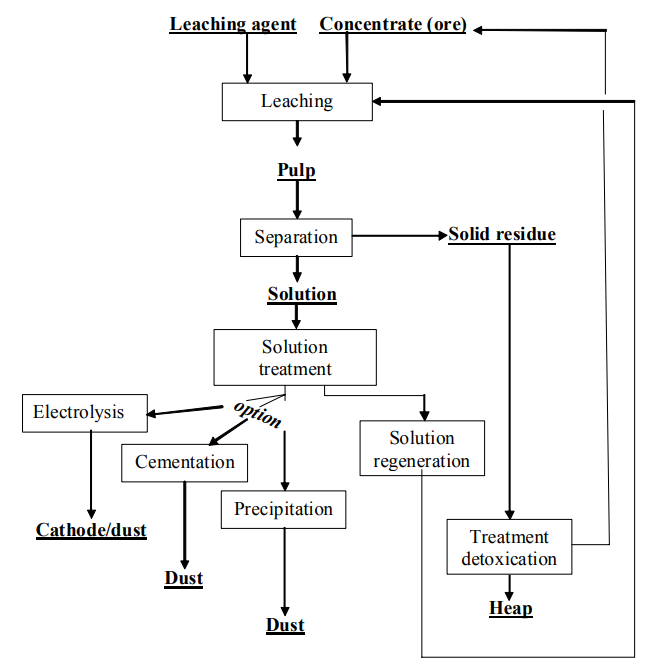 Leaching agent
Concentrate (ore)
Leaching
Pulp
Separation
Solid residue
Solution
Solution
treatment
Electrolysis
option
Cementation
Solution
regeneration
Precipitation
Cathode/dust
Treatment
detoxication
Dust
Heap
Dust